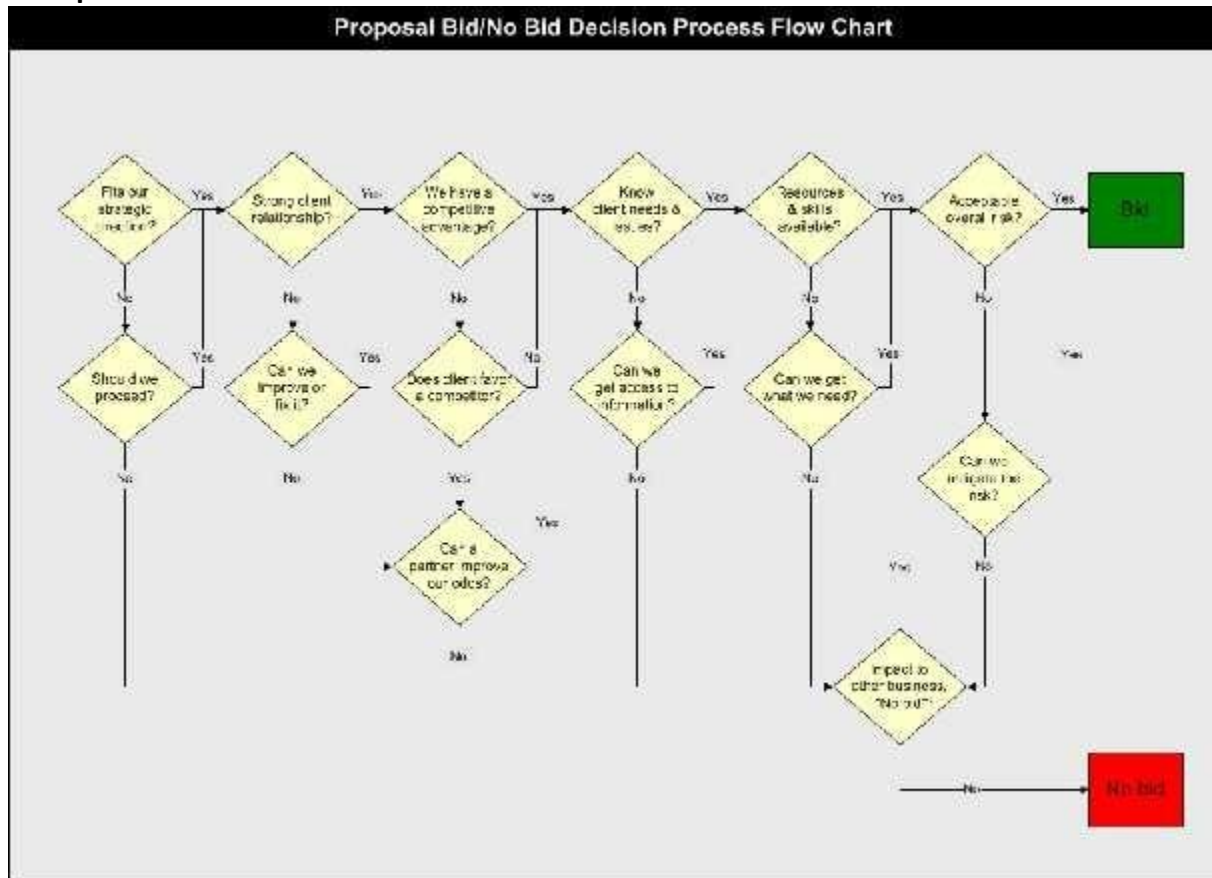 Proposal Bid/No Bid Decision Process Flow Chart
Fits our
strategic
direction?
Yes
Strong client
relationship?
Yes
We have a
competitive
advantage?
Yes
Know
client needs &
issues?
Yes
Resources
& skills
available?
Yes
Acceptable
overall risk?
Yes
Bid
No
No
No
No
No
No
Should we
proceed?
Yes
Can we
improve or
fix it?
Yes
Does client favor
a competitor?
No
Can we
get access to
information?
Yes
Can we get
what we need?
Yes
Yes
No
No
Yes
No
No
Can we
mitigate the
risk?
Can a
partner improve
our odds?
Yes
Yes
No
No
Impact to
other business,
"No bid"?
No
No bid